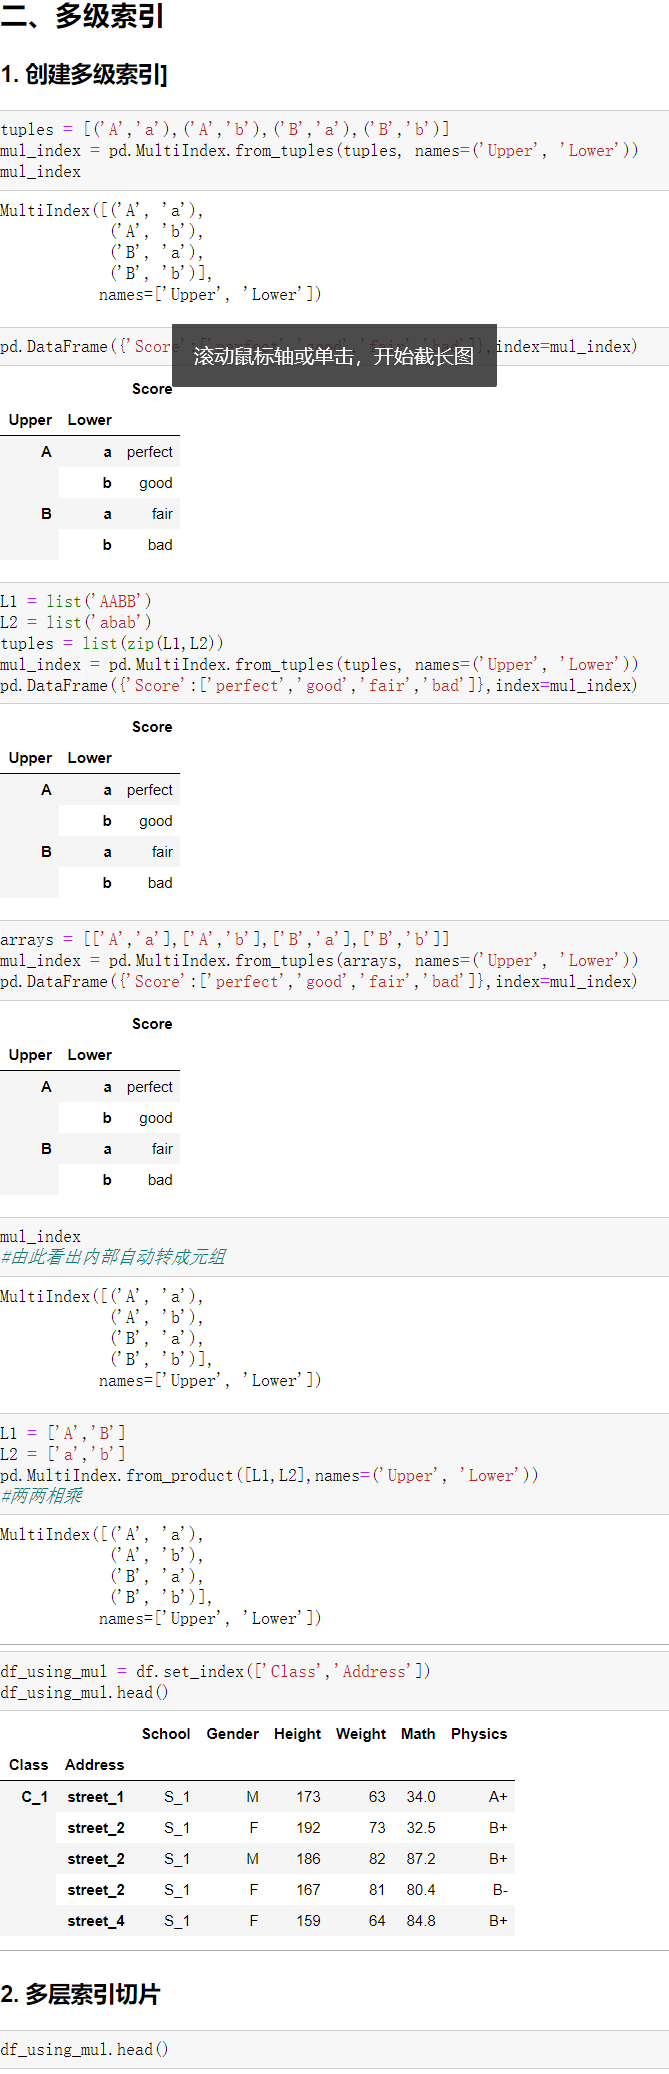 二、多级索引
1. 创建多级索引]
tuples = [('A','a'),('A','b'),('B','a'),('B','b')]
mul_index = pd.MultiIndex.from_tuples(tuples, names=('Upper', 'Lower'))
mul_index
MultiIndex([('A', 'a'),
('A', 'b'),
('B', 'a'),
('B', 'b')],
names=['Upper', 'Lower'])
pd.DataFrame({'Score':['perfect','good','fair','bad']},index=mul_index)
滚动鼠标轴或单击，开始截长图
Score
Upper Lower
A a perfect
b good
B a fair
b bad
L1 = list('AABB')
L2 = list('abab')
tuples = list(zip(L1,L2))
mul_index = pd.MultiIndex.from_tuples(tuples, names=('Upper', 'Lower'))
pd.DataFrame({'Score':['perfect','good','fair','bad']},index=mul_index)
Score
Upper Lower
A a perfect
b good
B a fair
b bad
arrays = [['A','a'],['A','b'],['B','a'],['B','b']]
mul_index = pd.MultiIndex.from_tuples(arrays, names=('Upper', 'Lower'))
pd.DataFrame({'Score':['perfect','good','fair','bad']},index=mul_index)
Score
Upper Lower
A a perfect
b good
B a fair
b bad
mul_index
#由此看出内部自动转成元组
MultiIndex([('A', 'a'),
('A', 'b'),
('B', 'a'),
('B', 'b')],
names=['Upper', 'Lower'])
L1 = ['A','B']
L2 = ['a','b']
pd.MultiIndex.from_product([L1,L2],names=('Upper', 'Lower'))
#两两相乘
MultiIndex([('A', 'a'),
('A', 'b'),
('B', 'a'),
('B', 'b')],
names=['Upper', 'Lower'])
df_using_mul = df.set_index(['Class','Address'])
df_using_mul.head()
School Gender Height Weight Math Physics
Class Address
C_1 street_1 S_1 M 173 63 34.0 A+
street_2 S_1 F 192 73 32.5 B+
street_2 S_1 M 186 82 87.2 B+
street_2 S_1 F 167 81 80.4 B-
street_4 S_1 F 159 64 84.8 B+
2. 多层索引切片
df_using_mul.head()